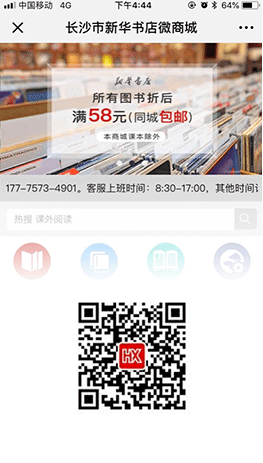 中国移动 4G 下午4:44 64%
长沙市新华书店微商城
新华书店
所有图书折后
满58元(同城包邮)
本商城课本除外
177-7573-4901。客服上班时间：8:30-17:00，其他时间请
热搜 课外阅读
HX